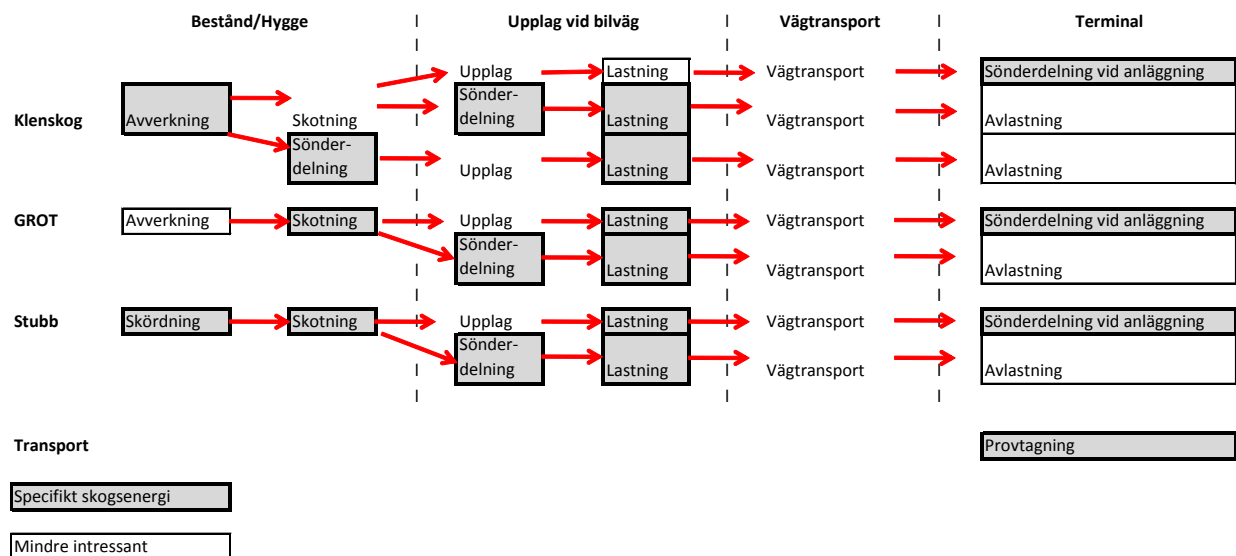 Bestånd/Hygge Upplag vid bilväg Vägtransport Terminal
Upplag Lastning Vägtransport Sönderdelning vid anläggning
Klenskog Avverkning Skotning Sönder-
delning Lastning Vägtransport Avlastning
Sönder-
delning Upplag Lastning Vägtransport Avlastning
GROT Avverkning Skotning Upplag Lastning Vägtransport Sönderdelning vid anläggning
Sönder-
delning Lastning Vägtransport Avlastning
Stubb Skördning Skotning Upplag Lastning Vägtransport Sönderdelning vid anläggning
Sönder-
delning Lastning Vägtransport Avlastning
Transport Provtagning
Specifikt skogsenergi
Mindre intressant